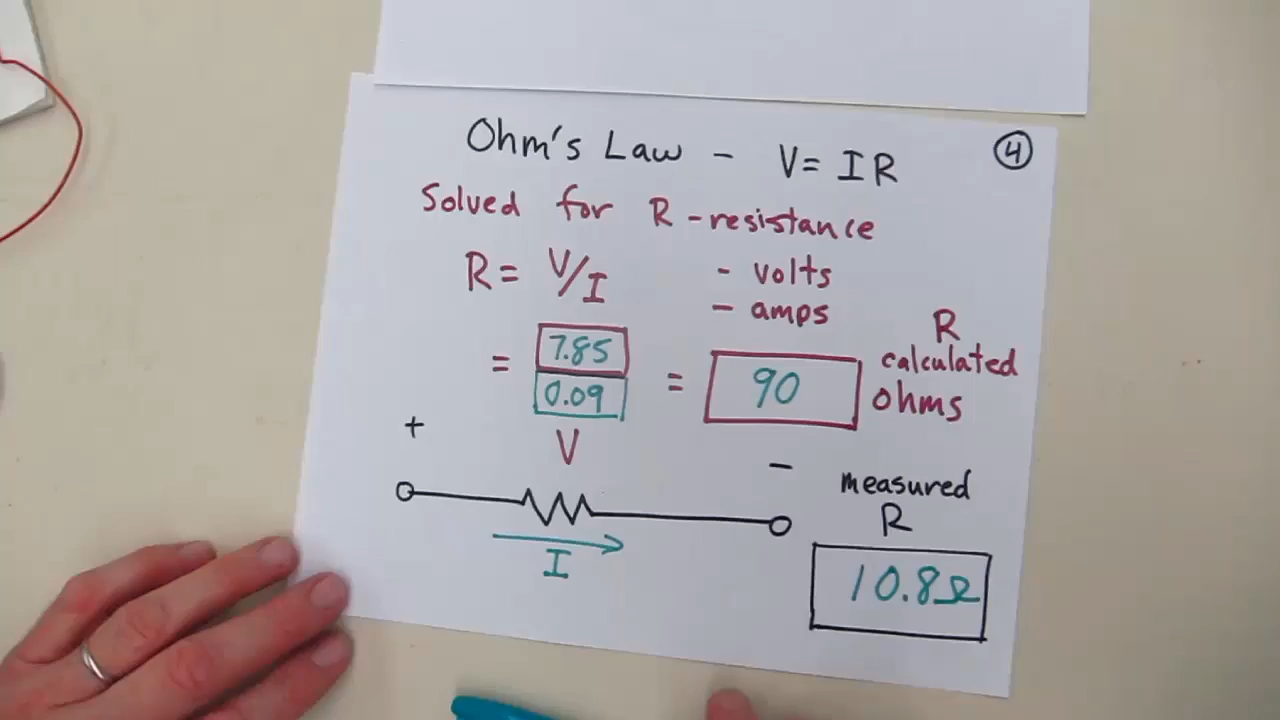 Ohm's Law - V= IR
4
Solved for R - resistance
R= V/I
- volts
- amps
= 7.85
0.09
= 90
R
calculated
ohms
V
+
-
I
measured
R
10.8Ω